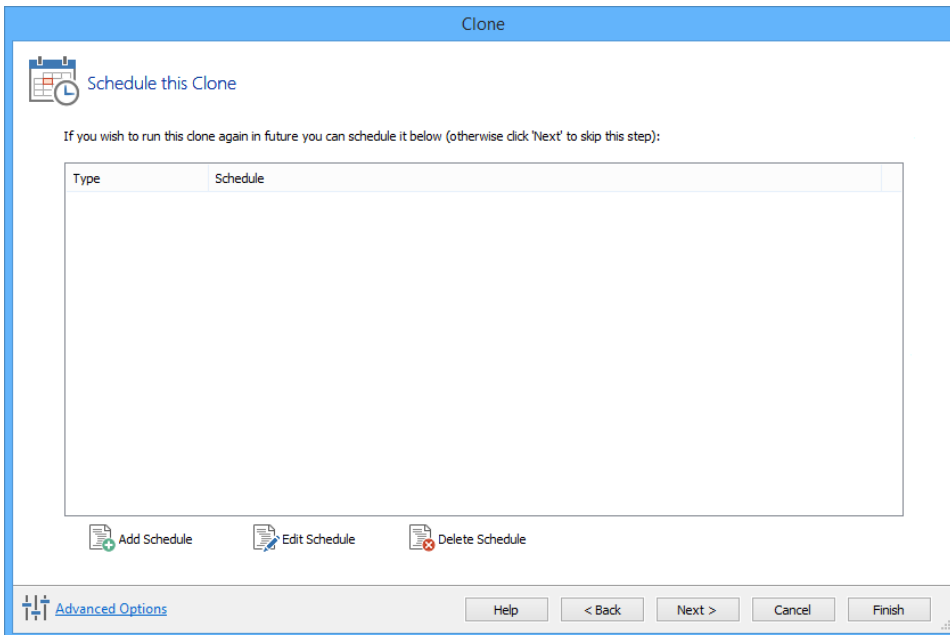 Clone
Schedule this Clone
If you wish to run this clone again in future you can schedule it below (otherwise click 'Next' to skip this step):
Type Schedule
Add Schedule Edit Schedule Delete Schedule
Advanced Options Help < Back Next > Cancel Finish